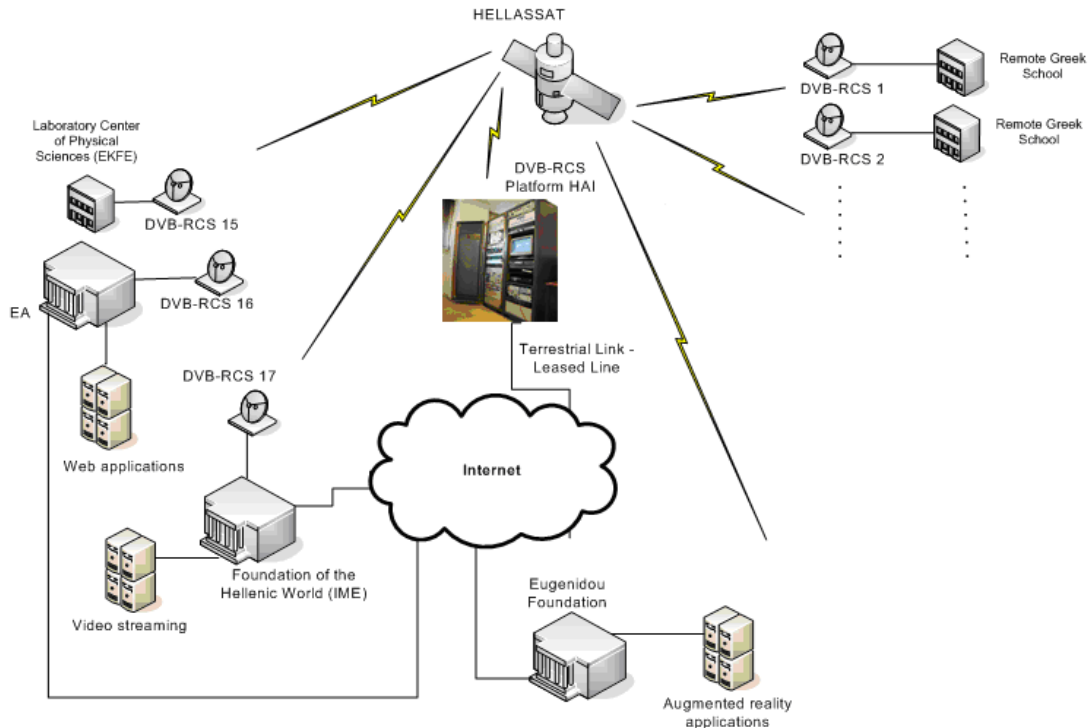 HELLASSAT
DVB-RCS 1
Remote Greek
School
DVB-RCS 2
Remote Greek
School
Laboratory Center
of Physical
Sciences (EKFE)
DVB-RCS 15
DVB-RCS
Platform HAI
EA
DVB-RCS 16
Terrestrial Link -
Leased Line
DVB-RCS 17
Web applications
Internet
Foundation of the
Hellenic World (IME)
Video streaming
Eugenidou
Foundation
Augmented reality
applications